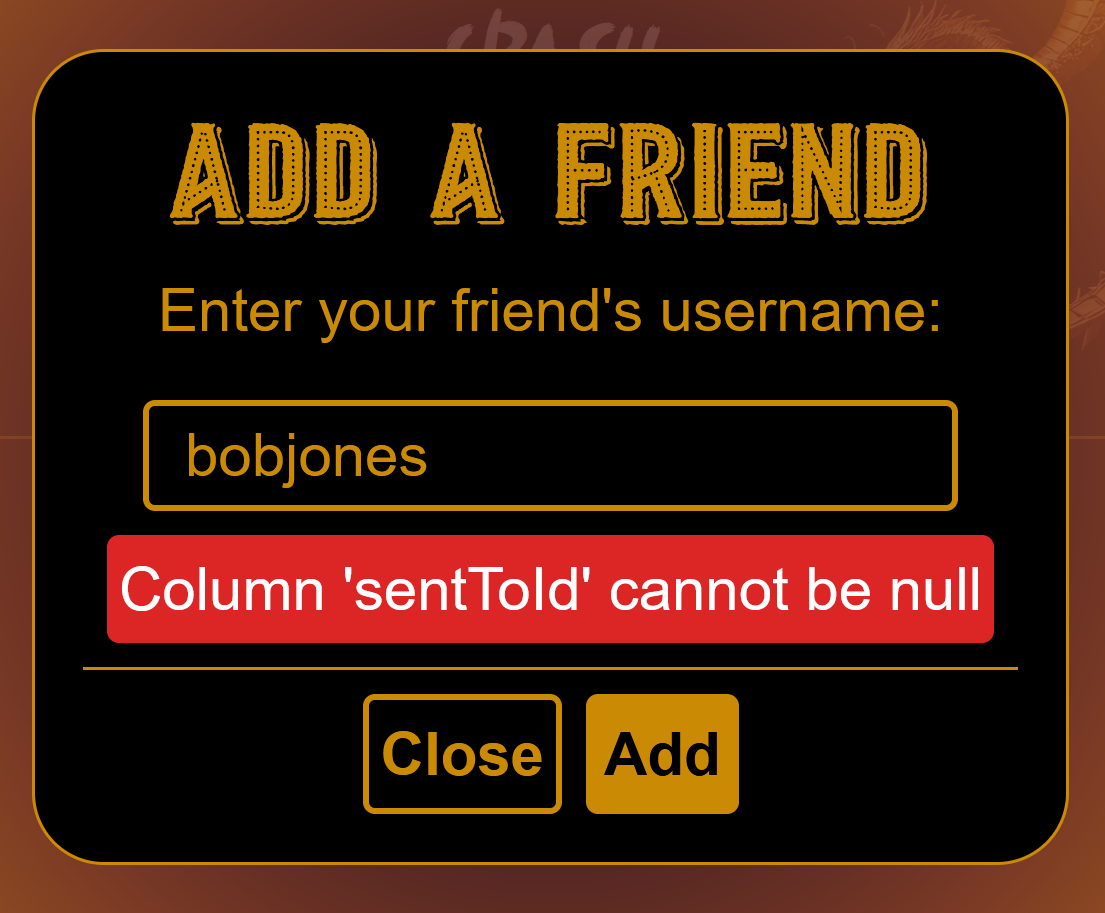 ADD A FRIEND
Enter your friend's username:
bobjones
Column 'sentToId' cannot be null
Close Add